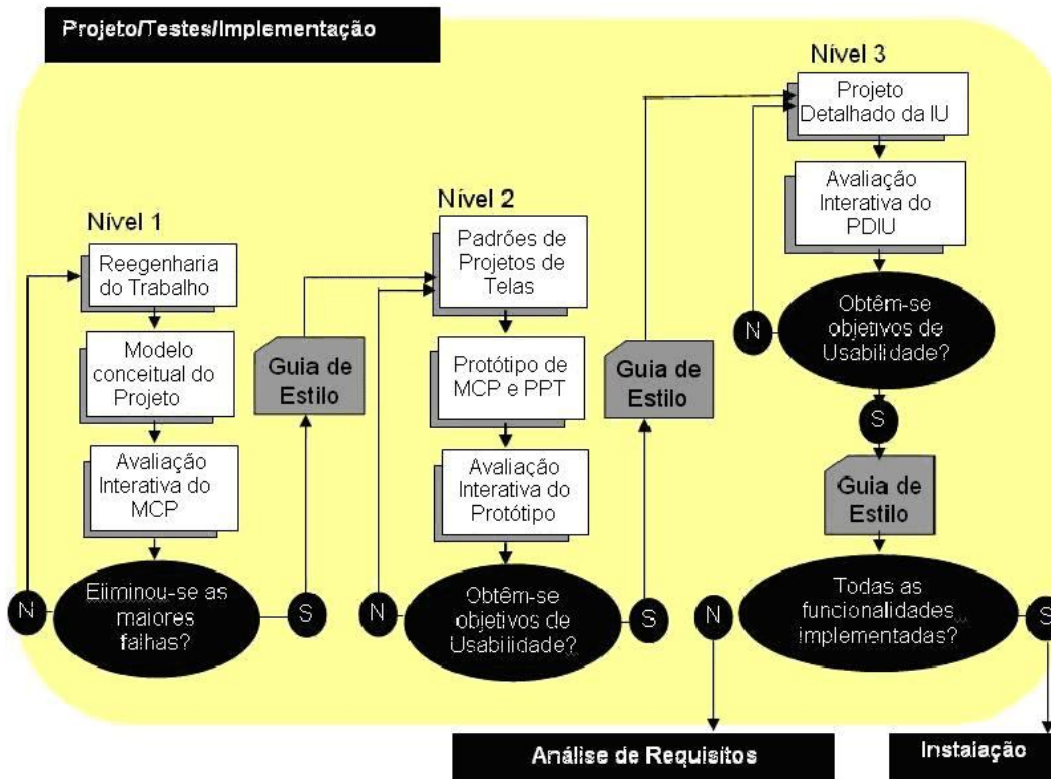 Projeto/Testes/Implementação
Nível 1
Reegenharia
do Trabalho
Modelo
conceitual do
Projeto
Avaliação
Interativa do
MCP
Eliminou-se as
maiores
falhas?
N
S
Guia de
Estilo
Nível 2
Padrões de
Projetos de
Telas
Protótipo de
MCP e PPT
Avaliação
Interativa do
Protótipo
Obtêm-se
objetivos de
Usabilidade?
N
S
Guia de
Estilo
Nível 3
Projeto
Detalhado da IU
Avaliação
Interativa do
PDIU
Obtêm-se
objetivos de
Usabilidade?
N
S
Guia de
Estilo
Todas as
funcionalidades
implementadas?
N
S
Análise de Requisitos
Instalação